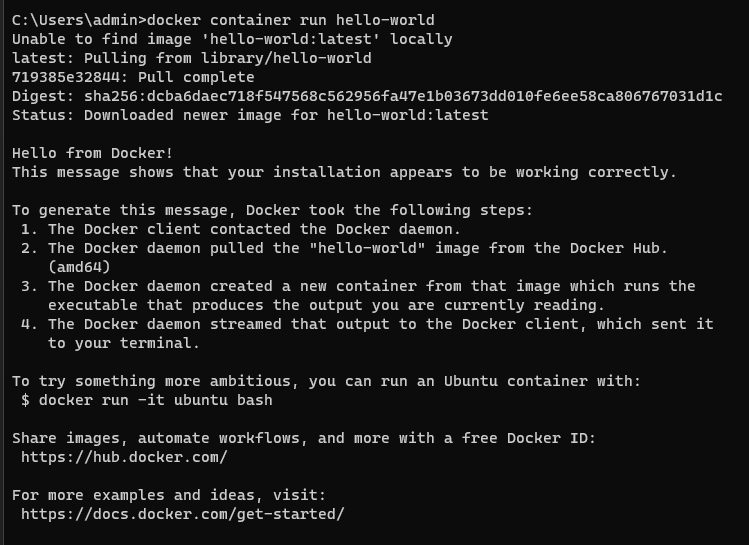 C:\Users\admin>docker container run hello-world
Unable to find image 'hello-world:latest' locally
latest: Pulling from library/hello-world
719385e32844: Pull complete
Digest: sha256:dcba6daec718f547568c562956fa47e1b03673dd010fe6ee58ca806767031d1c
Status: Downloaded newer image for hello-world:latest
Hello from Docker!
This message shows that your installation appears to be working correctly.
To generate this message, Docker took the following steps:
1. The Docker client contacted the Docker daemon.
2. The Docker daemon pulled the "hello-world" image from the Docker Hub.
(amd64)
3. The Docker daemon created a new container from that image which runs the
executable that produces the output you are currently reading.
4. The Docker daemon streamed that output to the Docker client, which sent it
to your terminal.
To try something more ambitious, you can run an Ubuntu container with:
$ docker run -it ubuntu bash
Share images, automate workflows, and more with a free Docker ID:
https://hub.docker.com/
For more examples and ideas, visit:
https://docs.docker.com/get-started/